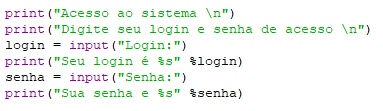 print("Acesso ao sistema \n")
print("Digite seu login e senha de acesso \n")
login = input("Login:")
print("Seu login é %s" %login)
senha = input("Senha:")
print("Sua senha e %s" %senha)